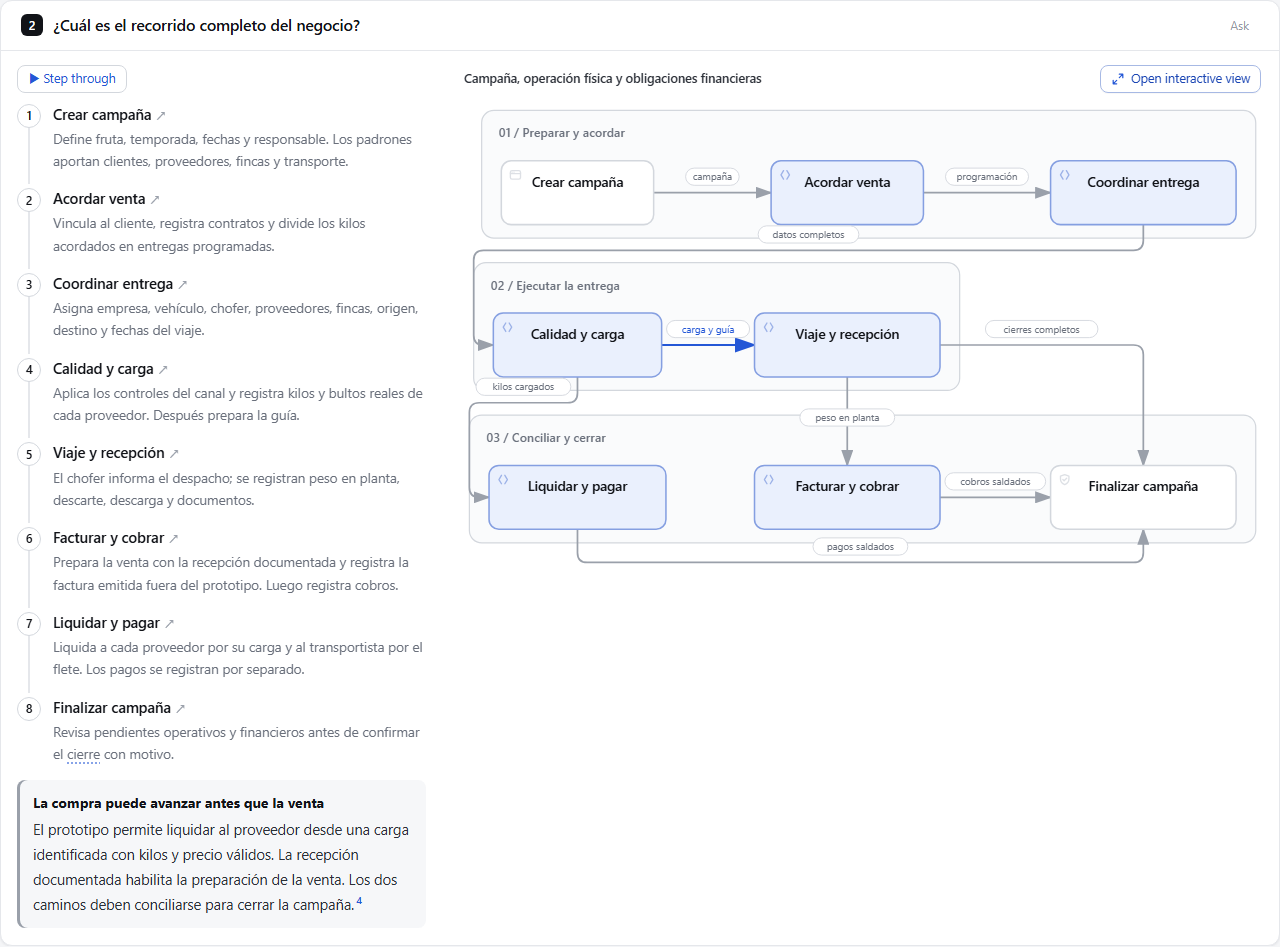 2 ¿Cuál es el recorrido completo del negocio?
Ask
Step through
1 Crear campaña ↗
Define fruta, temporada, fechas y responsable. Los padrones
aportan clientes, proveedores, fincas y transporte.
2 Acordar venta ↗
Vincula al cliente, registra contratos y divide los kilos
acordados en entregas programadas.
3 Coordinar entrega ↗
Asigna empresa, vehículo, chofer, proveedores, fincas, origen,
destino y fechas del viaje.
4 Calidad y carga ↗
Aplica los controles del canal y registra kilos y bultos reales de
cada proveedor. Después prepara la guía.
5 Viaje y recepción ↗
El chofer informa el despacho; se registran peso en planta,
descarte, descarga y documentos.
6 Facturar y cobrar ↗
Prepara la venta con la recepción documentada y registra la
factura emitida fuera del prototipo. Luego registra cobros.
7 Liquidar y pagar ↗
Liquida a cada proveedor por su carga y al transportista por el
flete. Los pagos se registran por separado.
8 Finalizar campaña ↗
Revisa pendientes operativos y financieros antes de confirmar
el cierre con motivo.
La compra puede avanzar antes que la venta
El prototipo permite liquidar al proveedor desde una carga
identificada con kilos y precio válidos. La recepción
documentada habilita la preparación de la venta. Los dos
caminos deben conciliarse para cerrar la campaña. 4
Campaña, operación física y obligaciones financieras
Open interactive view
01 / Preparar y acordar
Crear campaña
campaña
Acordar venta
programación
Coordinar entrega
datos completos
02 / Ejecutar la entrega
Calidad y carga
carga y guía
Viaje y recepción
cierres completos
kilos cargados
peso en planta
03 / Conciliar y cerrar
Liquidar y pagar
Facturar y cobrar
cobros saldados
Finalizar campaña
pagos saldados